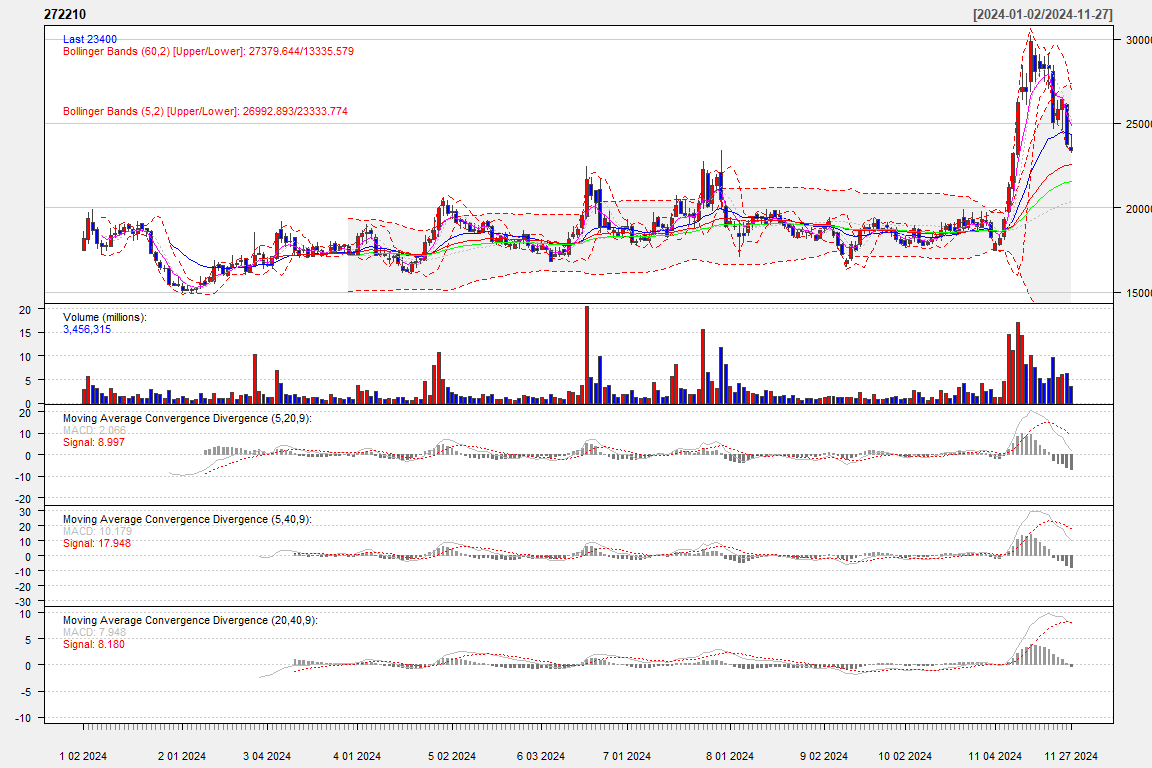 272210
[2024-01-02/2024-11-27]
Last 23400
Bollinger Bands (60,2) [Upper/Lower]: 27379.644/13335.579
Bollinger Bands (5,2) [Upper/Lower]: 26992.893/23333.774
30000
25000
20000
15000
Volume (millions):
3,456,315
20
15
10
5
0
Moving Average Convergence Divergence (5,20,9):
MACD: 2.066
Signal: 8.997
20
10
0
-10
-20
Moving Average Convergence Divergence (5,40,9):
MACD: 10.179
Signal: 17.948
30
20
10
0
-10
-20
-30
Moving Average Convergence Divergence (20,40,9):
MACD: 7.948
Signal: 8.180
10
5
0
-5
-10
1 02 2024
2 01 2024
3 04 2024
4 01 2024
5 02 2024
6 03 2024
7 01 2024
8 01 2024
9 02 2024
10 02 2024
11 04 2024
11 27 2024